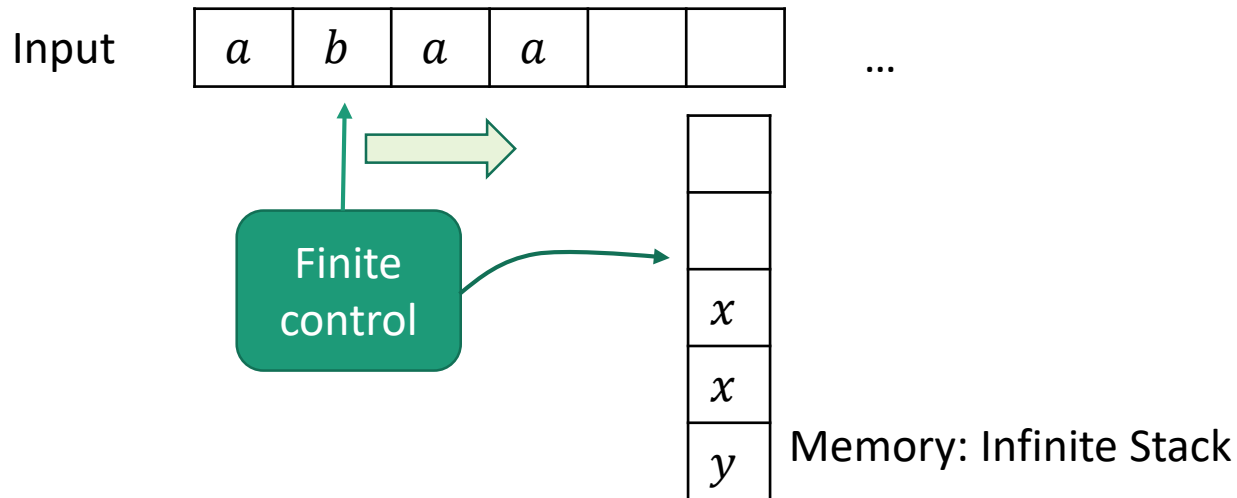 Input a b a a ...
Finite
control
x
x
y
Memory: Infinite Stack